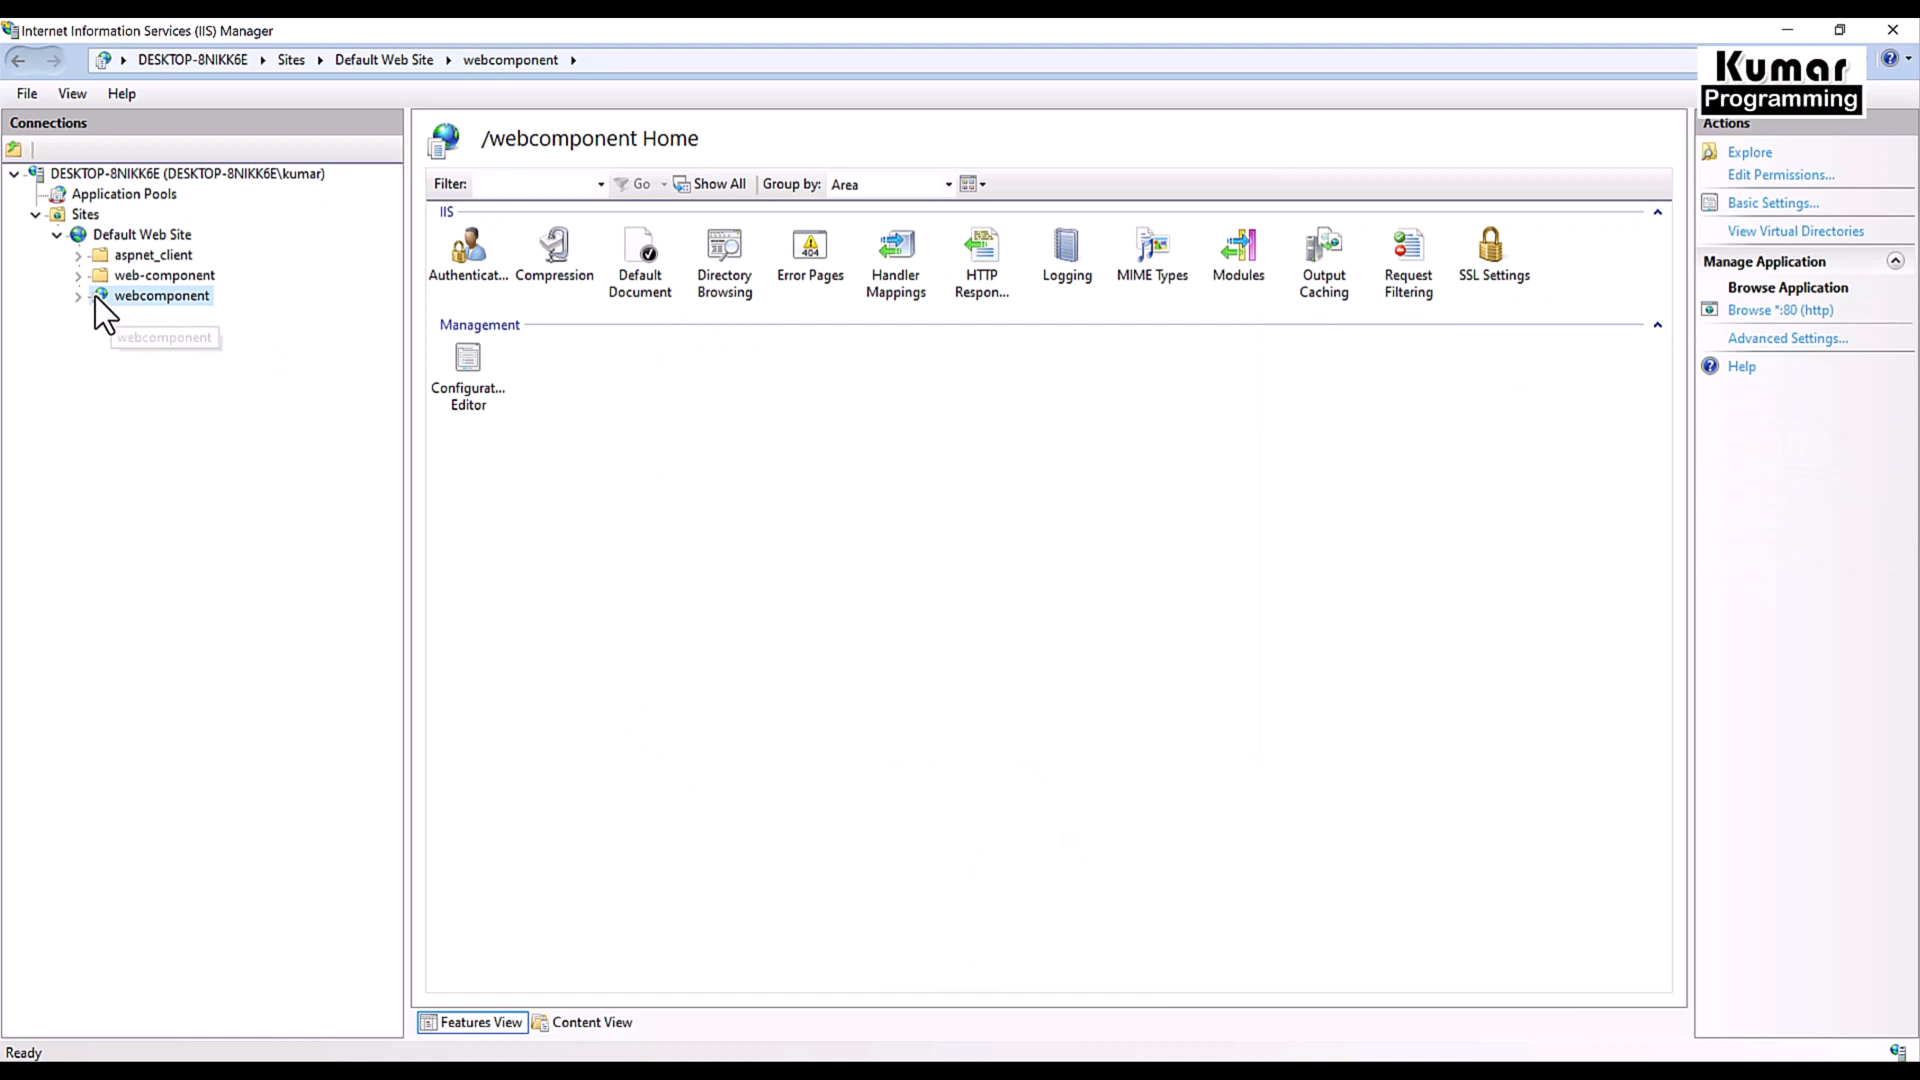 Internet Information Services (IIS) Manager
DESKTOP-8NIKK6E Sites Default Web Site webcomponent
Kumar
Programming
File View Help
Connections
DESKTOP-8NIKK6E (DESKTOP-8NIKK6E\kumar)
Application Pools
Sites
Default Web Site
aspnet_client
web-component
webcomponent
webcomponent
/webcomponent Home
Filter: Go Show All Group by: Area
IIS
Authenticat...
Compression
Default
Document
Directory
Browsing
404
Error Pages
Handler
Mappings
HTTP
Respon...
Logging
MIME Types
Modules
Output
Caching
Request
Filtering
SSL Settings
Management
Configurat...
Editor
Features View Content View
Actions
Explore
Edit Permissions...
Basic Settings...
View Virtual Directories
Manage Application
Browse Application
Browse *:80 (http)
Advanced Settings...
Help
Ready